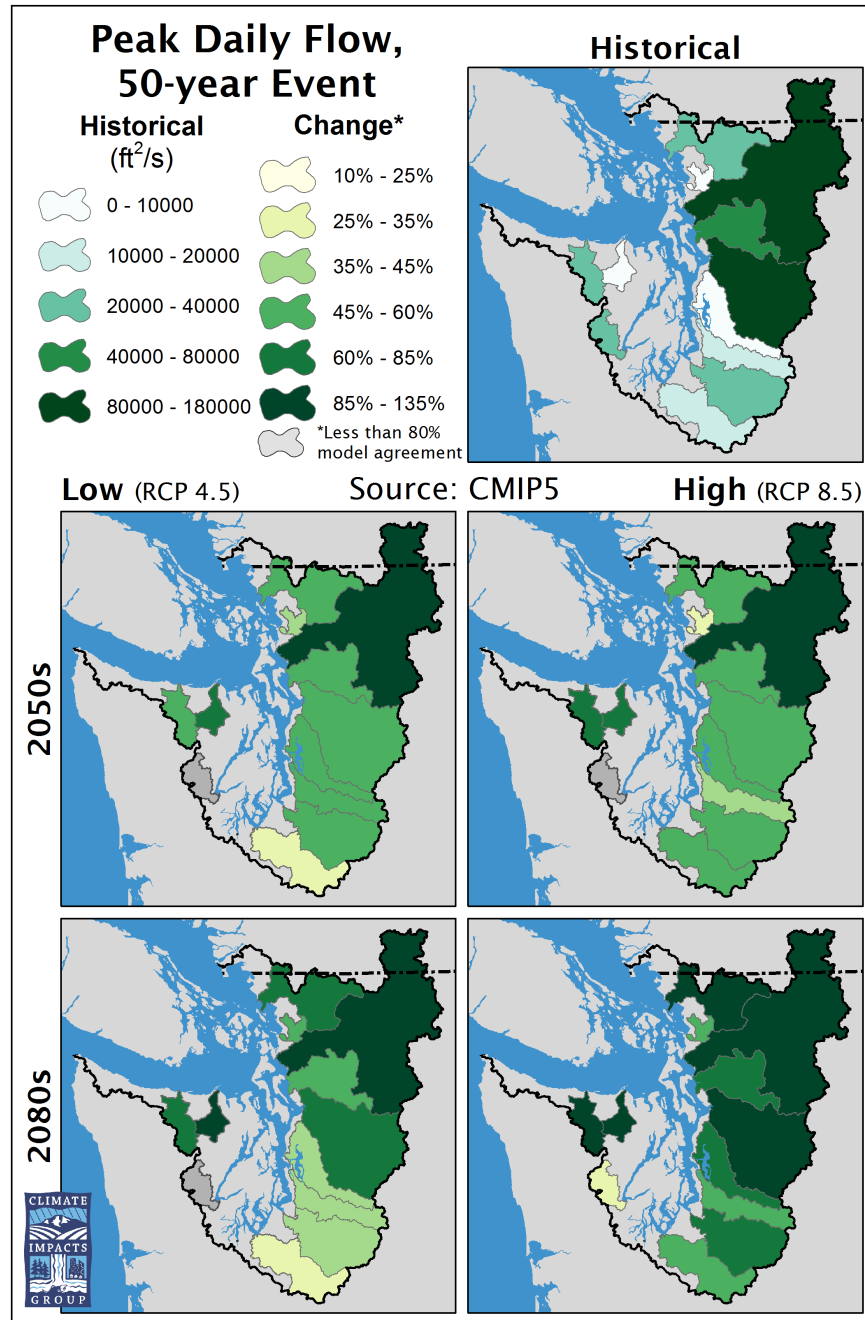 Peak Daily Flow,
50-year Event
Historical
(ft²/s)
0 - 10000
10000 - 20000
20000 - 40000
40000 - 80000
80000 - 180000
Change*
10% - 25%
25% - 35%
35% - 45%
45% - 60%
60% - 85%
85% - 135%
*Less than 80%
model agreement
Historical
Low (RCP 4.5)
Source: CMIP5
High (RCP 8.5)
2050s
2080s
CLIMATE
IMPACTS
GROUP